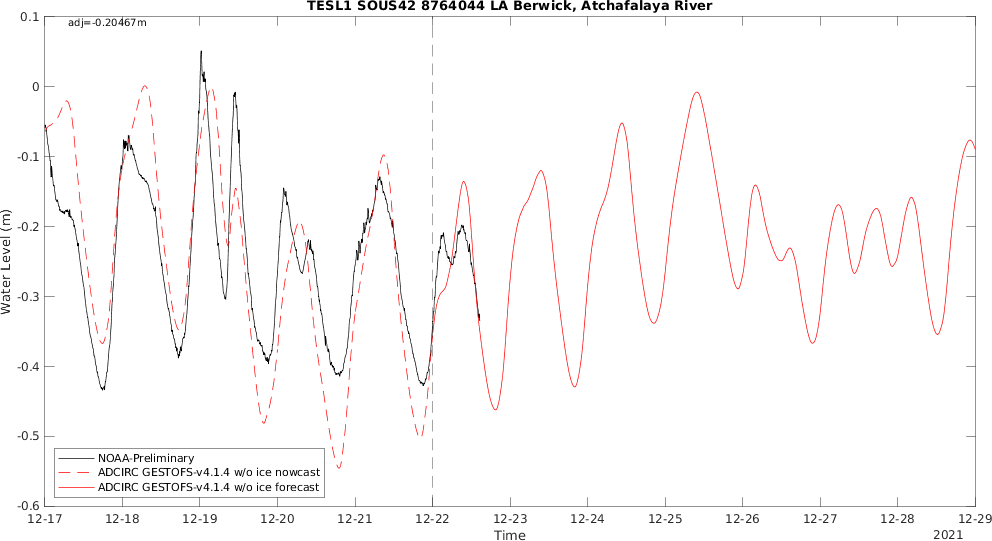 TESL1 SOUS42 8764044 LA Berwick, Atchafalaya River
adj=-0.20467m
0.1
0
-0.1
-0.2
-0.3
-0.4
-0.5
-0.6
Water Level (m)
NOAA-Preliminary
ADCIRC GESTOFS-v4.1.4 w/o ice nowcast
ADCIRC GESTOFS-v4.1.4 w/o ice forecast
12-17 12-18 12-19 12-20 12-21 12-22 12-23 12-24 12-25 12-26 12-27 12-28 12-29
Time
2021